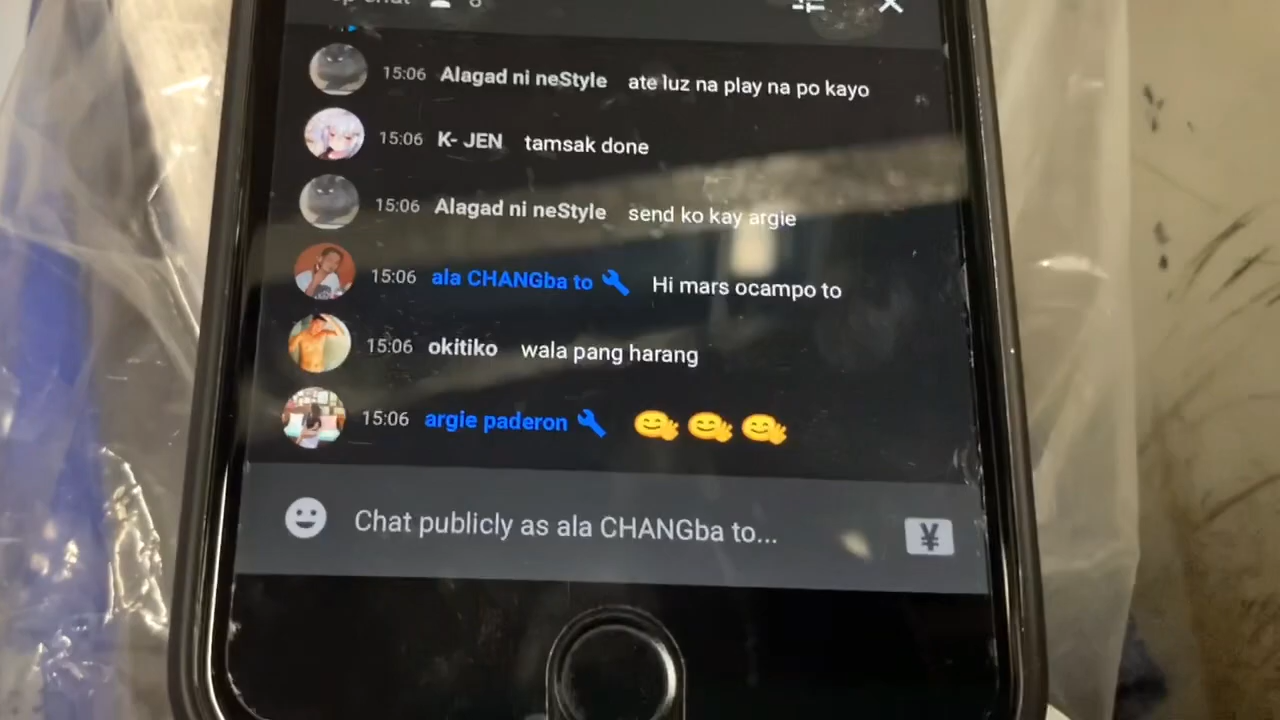 15:06 Alagad ni neStyle ate luz na play na po kayo
15:06 K- JEN tamsak done
15:06 Alagad ni neStyle send ko kay argie
15:06 ala CHANGba to Hi mars ocampo to
15:06 okitiko wala pang harang
15:06 argie paderon
Chat publicly as ala CHANGba to... ¥